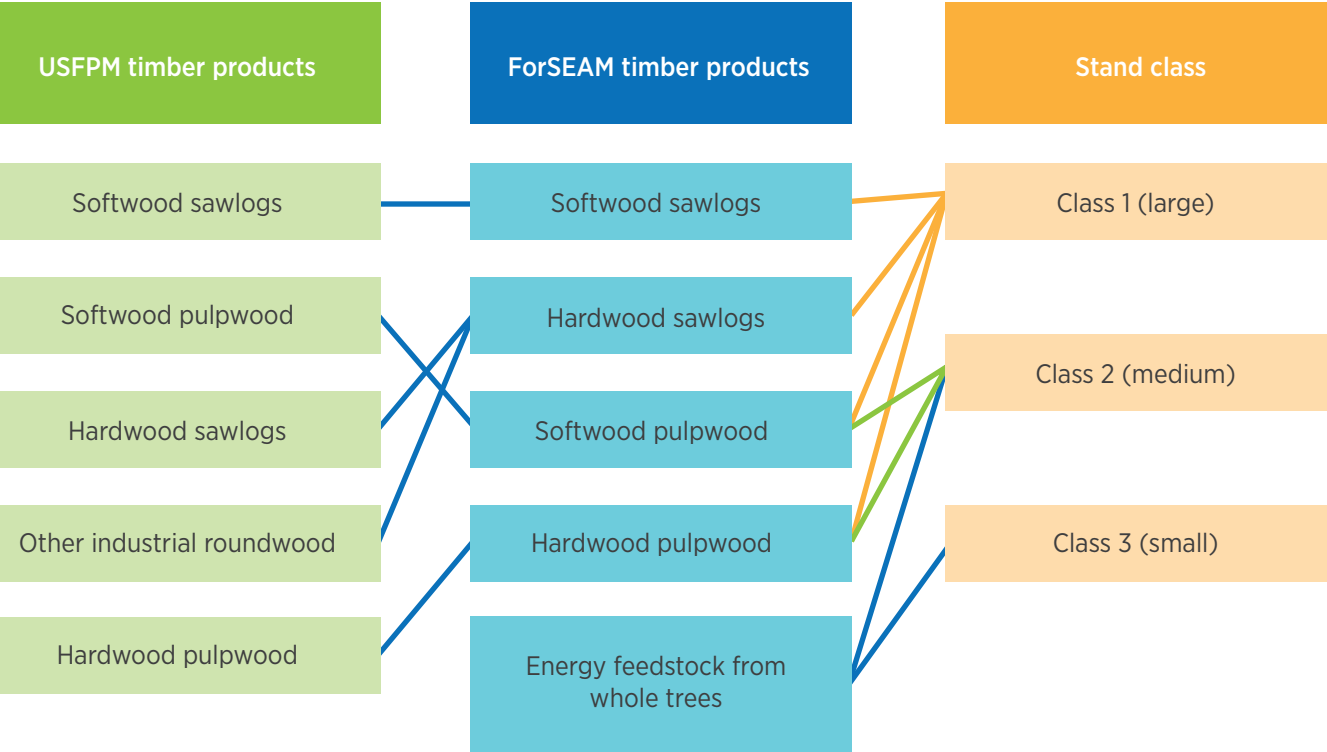 USFPM timber products
ForSEAM timber products
Stand class
Softwood sawlogs
Softwood sawlogs
Class 1 (large)
Softwood pulpwood
Hardwood sawlogs
Class 2 (medium)
Hardwood sawlogs
Softwood pulpwood
Other industrial roundwood
Hardwood pulpwood
Class 3 (small)
Hardwood pulpwood
Energy feedstock from
whole trees